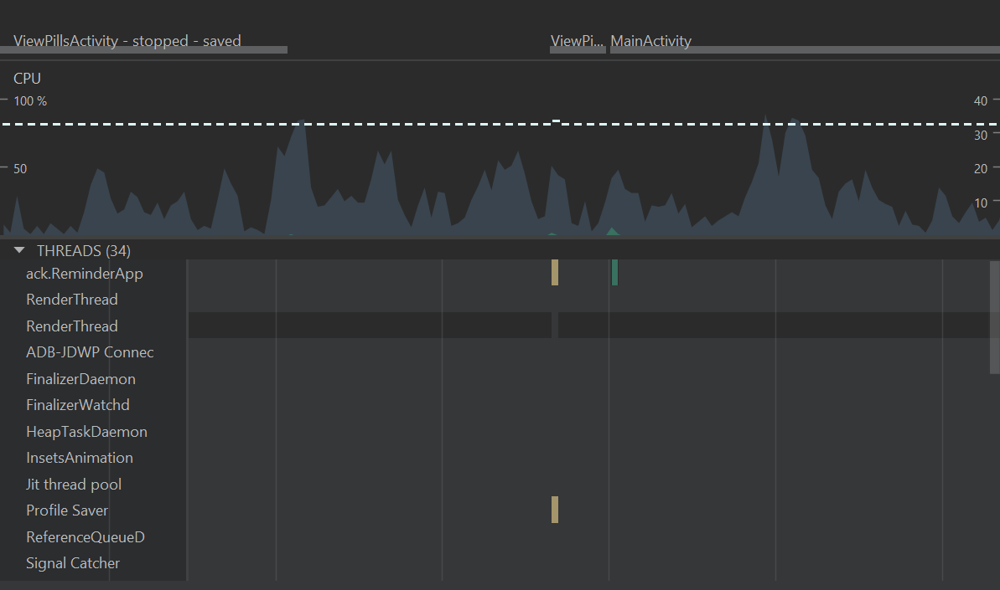 ViewPillsActivity - stopped - saved ViewPi... MainActivity
CPU
100 % 40
30
50 20
10
THREADS (34)
ack.ReminderApp
RenderThread
RenderThread
ADB-JDWP Connec
FinalizerDaemon
FinalizerWatchd
HeapTaskDaemon
InsetsAnimation
Jit thread pool
Profile Saver
ReferenceQueueD
Signal Catcher